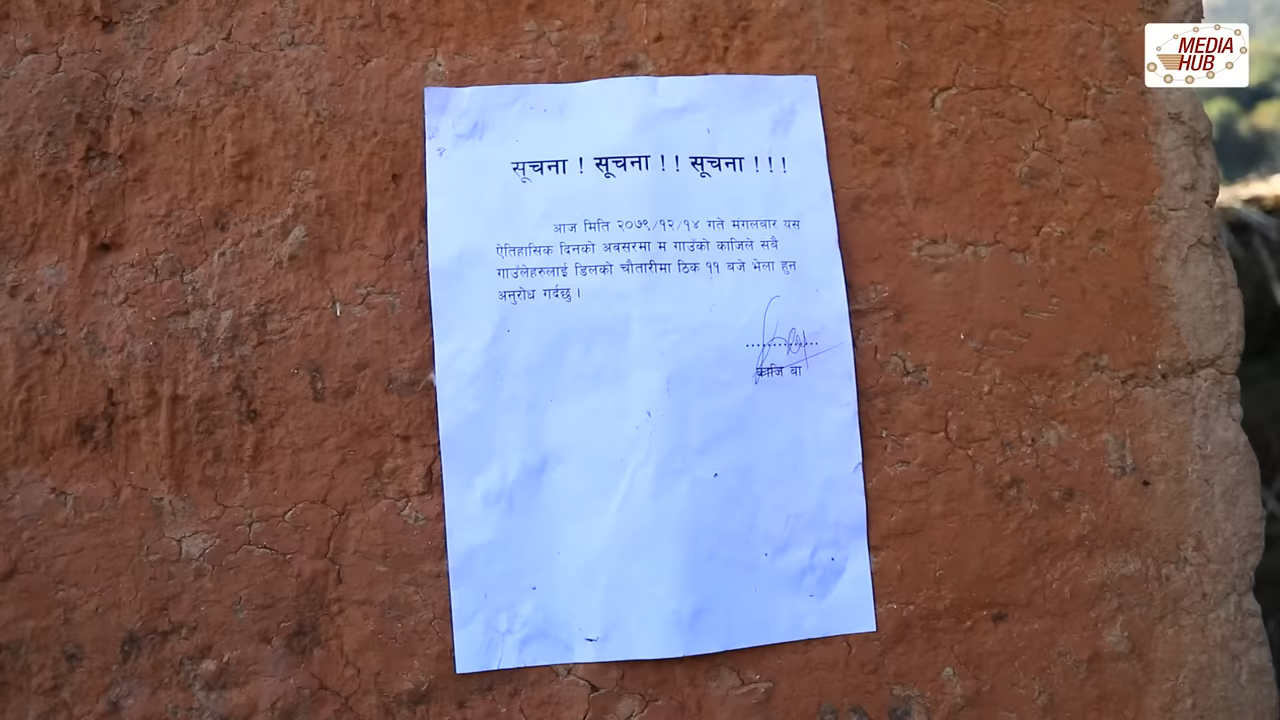 MEDIA
HUB
सूचना ! सूचना !! सूचना !!!
आज मिति २०७९/१२/१४ गते मंगलबार यस
ऐतिहासिक दिनको अवसरमा म गाउँको काजिले सबै
गाउँलेहरुलाई डिलको चौतारीमा ठिक ११ बजे भेला हुन
अनुरोध गर्दछु ।
काजि बा